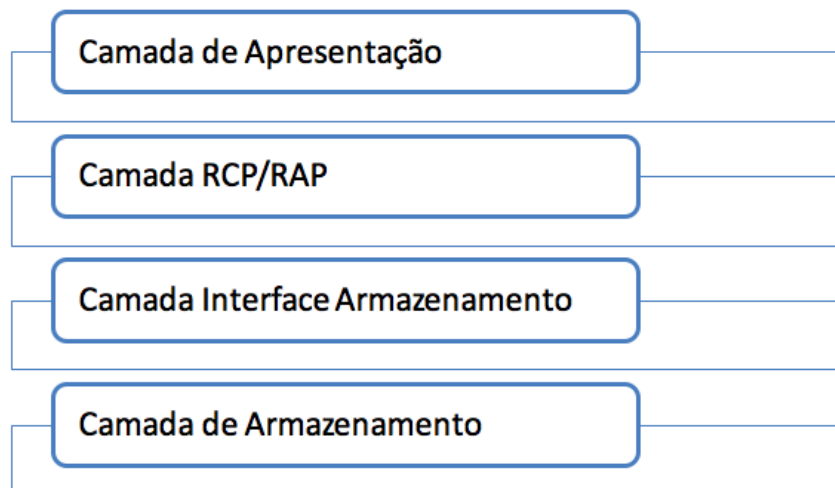 Camada de Apresentação
Camada RCP/RAP
Camada Interface Armazenamento
Camada de Armazenamento